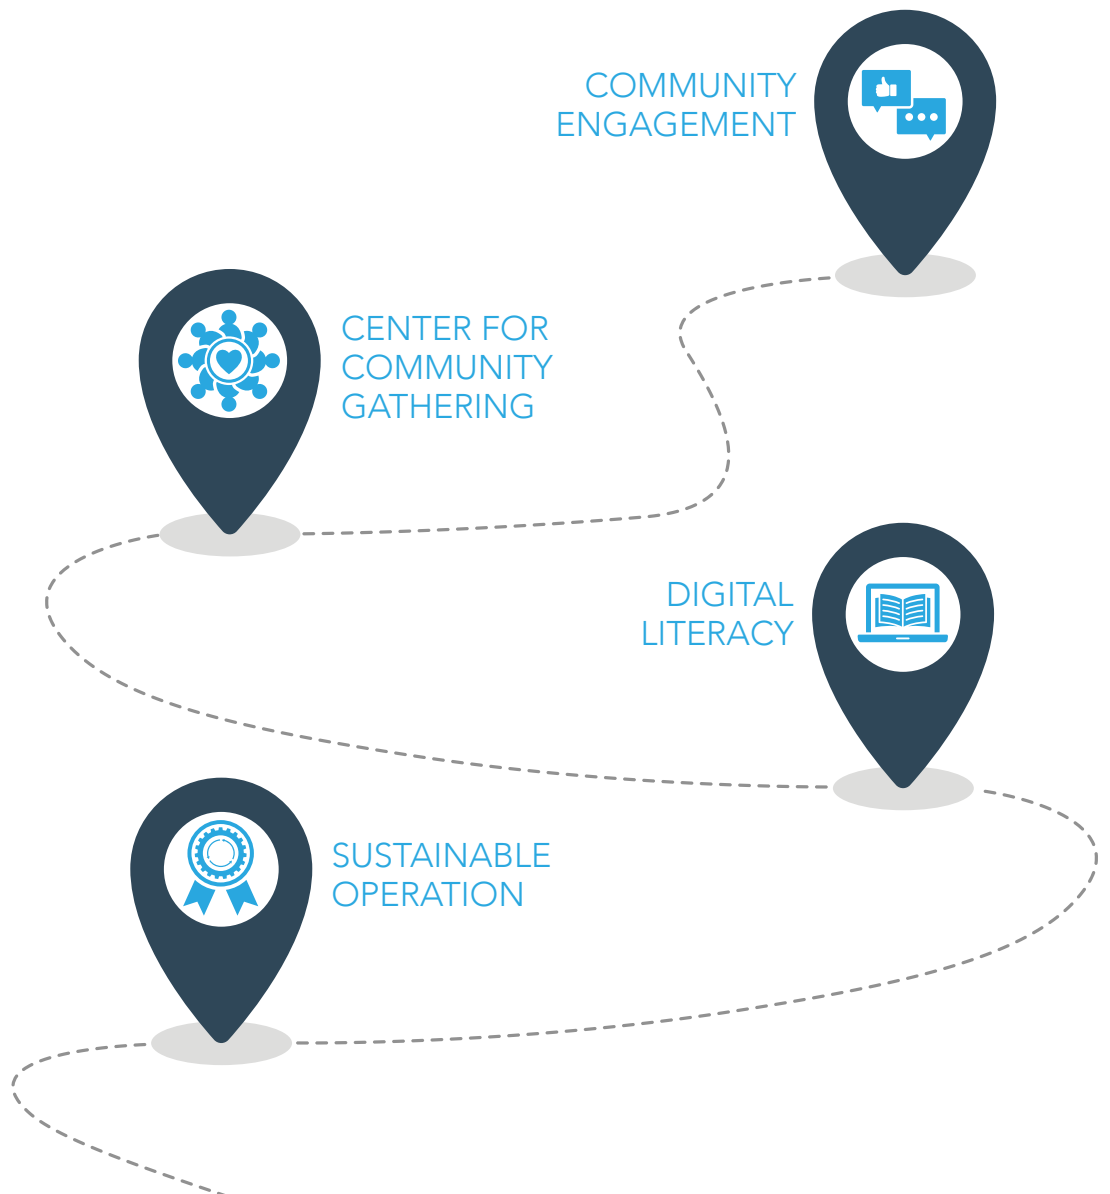 COMMUNITY
ENGAGEMENT
CENTER FOR
COMMUNITY
GATHERING
DIGITAL
LITERACY
SUSTAINABLE
OPERATION